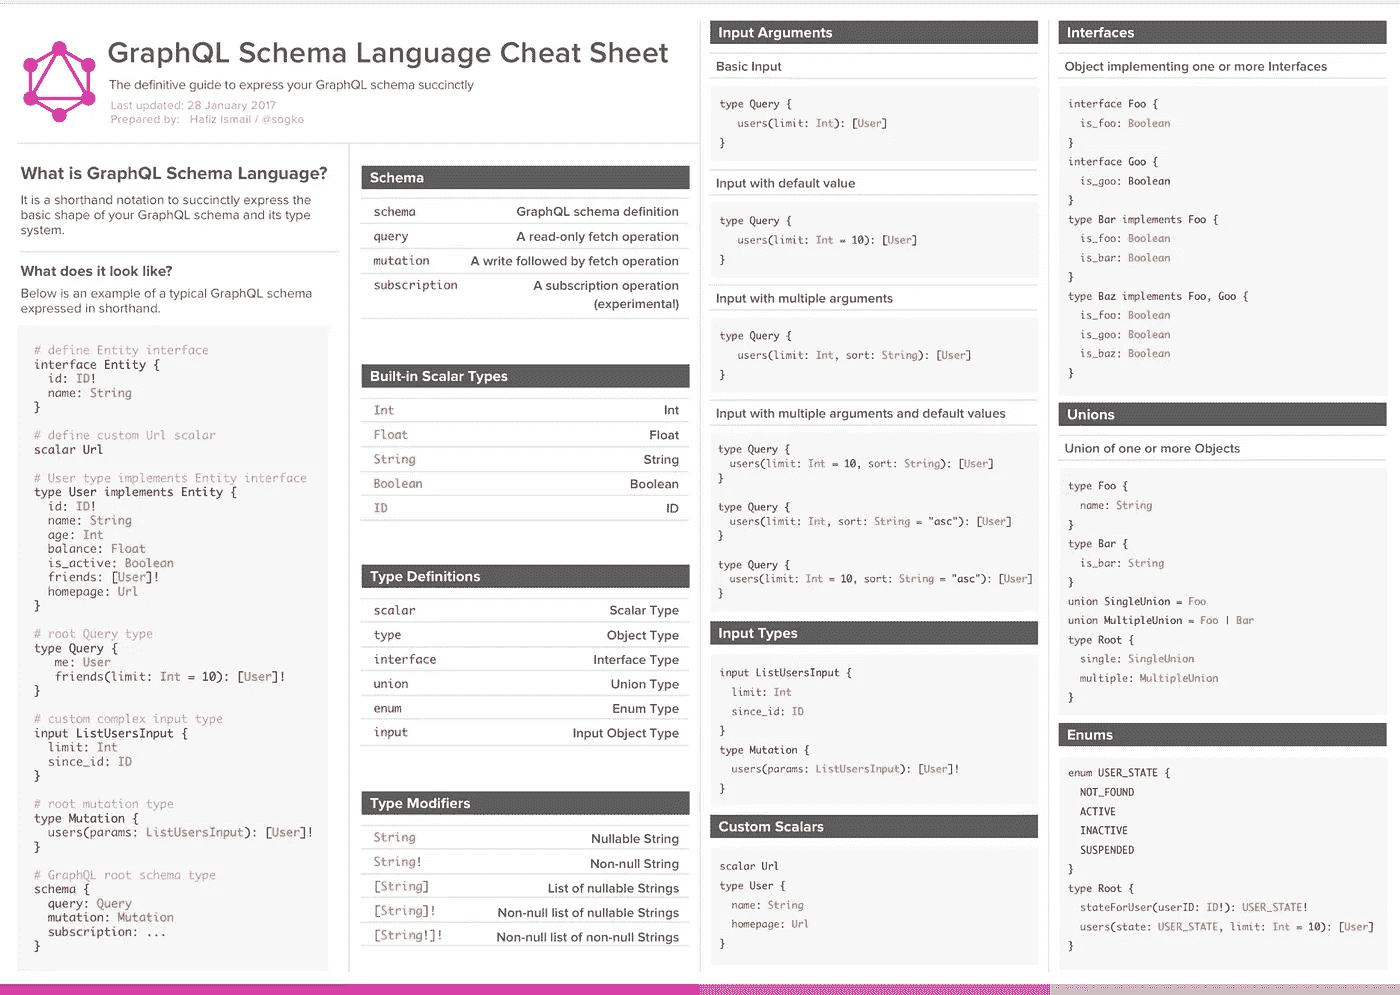 GraphQL Schema Language Cheat Sheet
The definitive guide to express your GraphQL schema succinctly
Last updated: 28 January 2017
Prepared by: Hafiz Ismail / @sogko
What is GraphQL Schema Language?
It is a shorthand notation to succinctly express the
basic shape of your GraphQL schema and its type
system.
What does it look like?
Below is an example of a typical GraphQL schema
expressed in shorthand.
# define Entity interface
interface Entity {
id: ID!
name: String
}
# define custom Url scalar
scalar Url
# User type implements Entity interface
type User implements Entity {
id: ID!
name: String
age: Int
balance: Float
is_active: Boolean
friends: [User]!
homepage: Url
}
# root Query type
type Query {
me: User
friends(limit: Int = 10): [User]!
}
# custom complex input type
input ListUsersInput {
limit: Int
since_id: ID
}
# root mutation type
type Mutation {
users(params: ListUsersInput): [User]!
}
# GraphQL root schema type
schema {
query: Query
mutation: Mutation
subscription: ...
}
Schema
schema GraphQL schema definition
query A read-only fetch operation
mutation A write followed by fetch operation
subscription A subscription operation
(experimental)
Built-in Scalar Types
Int Int
Float Float
String String
Boolean Boolean
ID ID
Type Definitions
scalar Scalar Type
type Object Type
interface Interface Type
union Union Type
enum Enum Type
input Input Object Type
Type Modifiers
String Nullable String
String! Non-null String
[String] List of nullable Strings
[String]! Non-null list of nullable Strings
[String!]! Non-null list of non-null Strings
Input Arguments
Basic Input
type Query {
users(limit: Int): [User]
}
Input with default value
type Query {
users(limit: Int = 10): [User]
}
Input with multiple arguments
type Query {
users(limit: Int, sort: String): [User]
}
Input with multiple arguments and default values
type Query {
users(limit: Int = 10, sort: String): [User]
}
type Query {
users(limit: Int, sort: String = "asc"): [User]
}
type Query {
users(limit: Int = 10, sort: String = "asc"): [User]
}
Input Types
input ListUsersInput {
limit: Int
since_id: ID
}
type Mutation {
users(params: ListUsersInput): [User]!
}
Custom Scalars
scalar Url
type User {
name: String
homepage: Url
}
Interfaces
Object implementing one or more Interfaces
interface Foo {
is_foo: Boolean
}
interface Goo {
is_goo: Boolean
}
type Bar implements Foo {
is_foo: Boolean
is_bar: Boolean
}
type Baz implements Foo, Goo {
is_foo: Boolean
is_goo: Boolean
is_baz: Boolean
}
Unions
Union of one or more Objects
type Foo {
name: String
}
type Bar {
is_bar: String
}
union SingleUnion = Foo
union MultipleUnion = Foo | Bar
type Root {
single: SingleUnion
multiple: MultipleUnion
}
Enums
enum USER_STATE {
NOT_FOUND
ACTIVE
INACTIVE
SUSPENDED
}
type Root {
stateForUser(userID: ID!): USER_STATE!
users(state: USER_STATE, limit: Int = 10): [User]
}